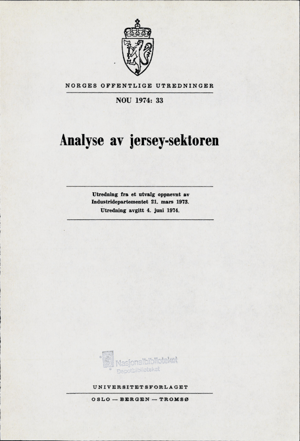 NORGES OFFENTLIGE UTREDNINGER
NOU 1974: 33
Analyse av jersey-sektoren
Utredning fra et utvalg oppnevnt av
Industridepartementet 21. mars 1973.
Utredning avgitt 4. juni 1974.
Nasjonalbiblioteket
UNIVERSITETSFORLAGET
OSLO — BERGEN — TROMSØ